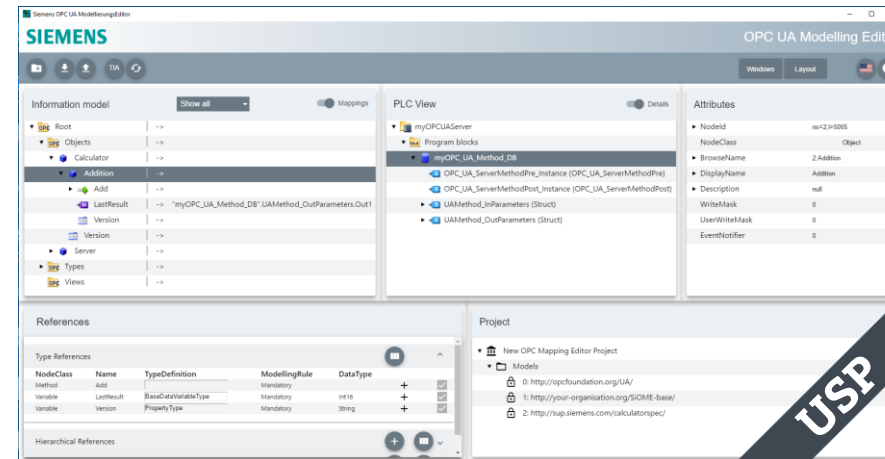 Siemens OPC UA ModellierungsEditor
SIEMENS
OPC UA Modelling Edit
TIA
Windows Layout
Information model Show all Mappings
Root ->
Objects ->
Calculator ->
Addition ->
Add ->
LastResult -> "myOPC_UA_Method_DB".UAMethod_OutParameters.Out1
Version ->
Version ->
Server ->
Types ->
Views ->
PLC View Details
myOPCUAServer
Program blocks
myOPC_UA_Method_DB
OPC_UA_ServerMethodPre_Instance (OPC_UA_ServerMethodPre)
OPC_UA_ServerMethodPost_Instance (OPC_UA_ServerMethodPost)
UAMethod_InParameters (Struct)
UAMethod_OutParameters (Struct)
Attributes
NodeId ns=2;i=5005
NodeClass Object
BrowseName 2:Addition
DisplayName Addition
Description null
WriteMask 0
UserWriteMask 0
EventNotifier 0
References
Type References
NodeClass Name TypeDefinition ModellingRule DataType
Method Add Mandatory +
Variable LastResult BaseDataVariableType Mandatory Int16 +
Variable Version PropertyType Mandatory String +
Hierarchical References
Project
New OPC Mapping Editor Project
Models
0: http://opcfoundation.org/UA/
1: http://your-organisation.org/SiOME-base/
2: http://sup.siemens.com/calculatorspec/
USP